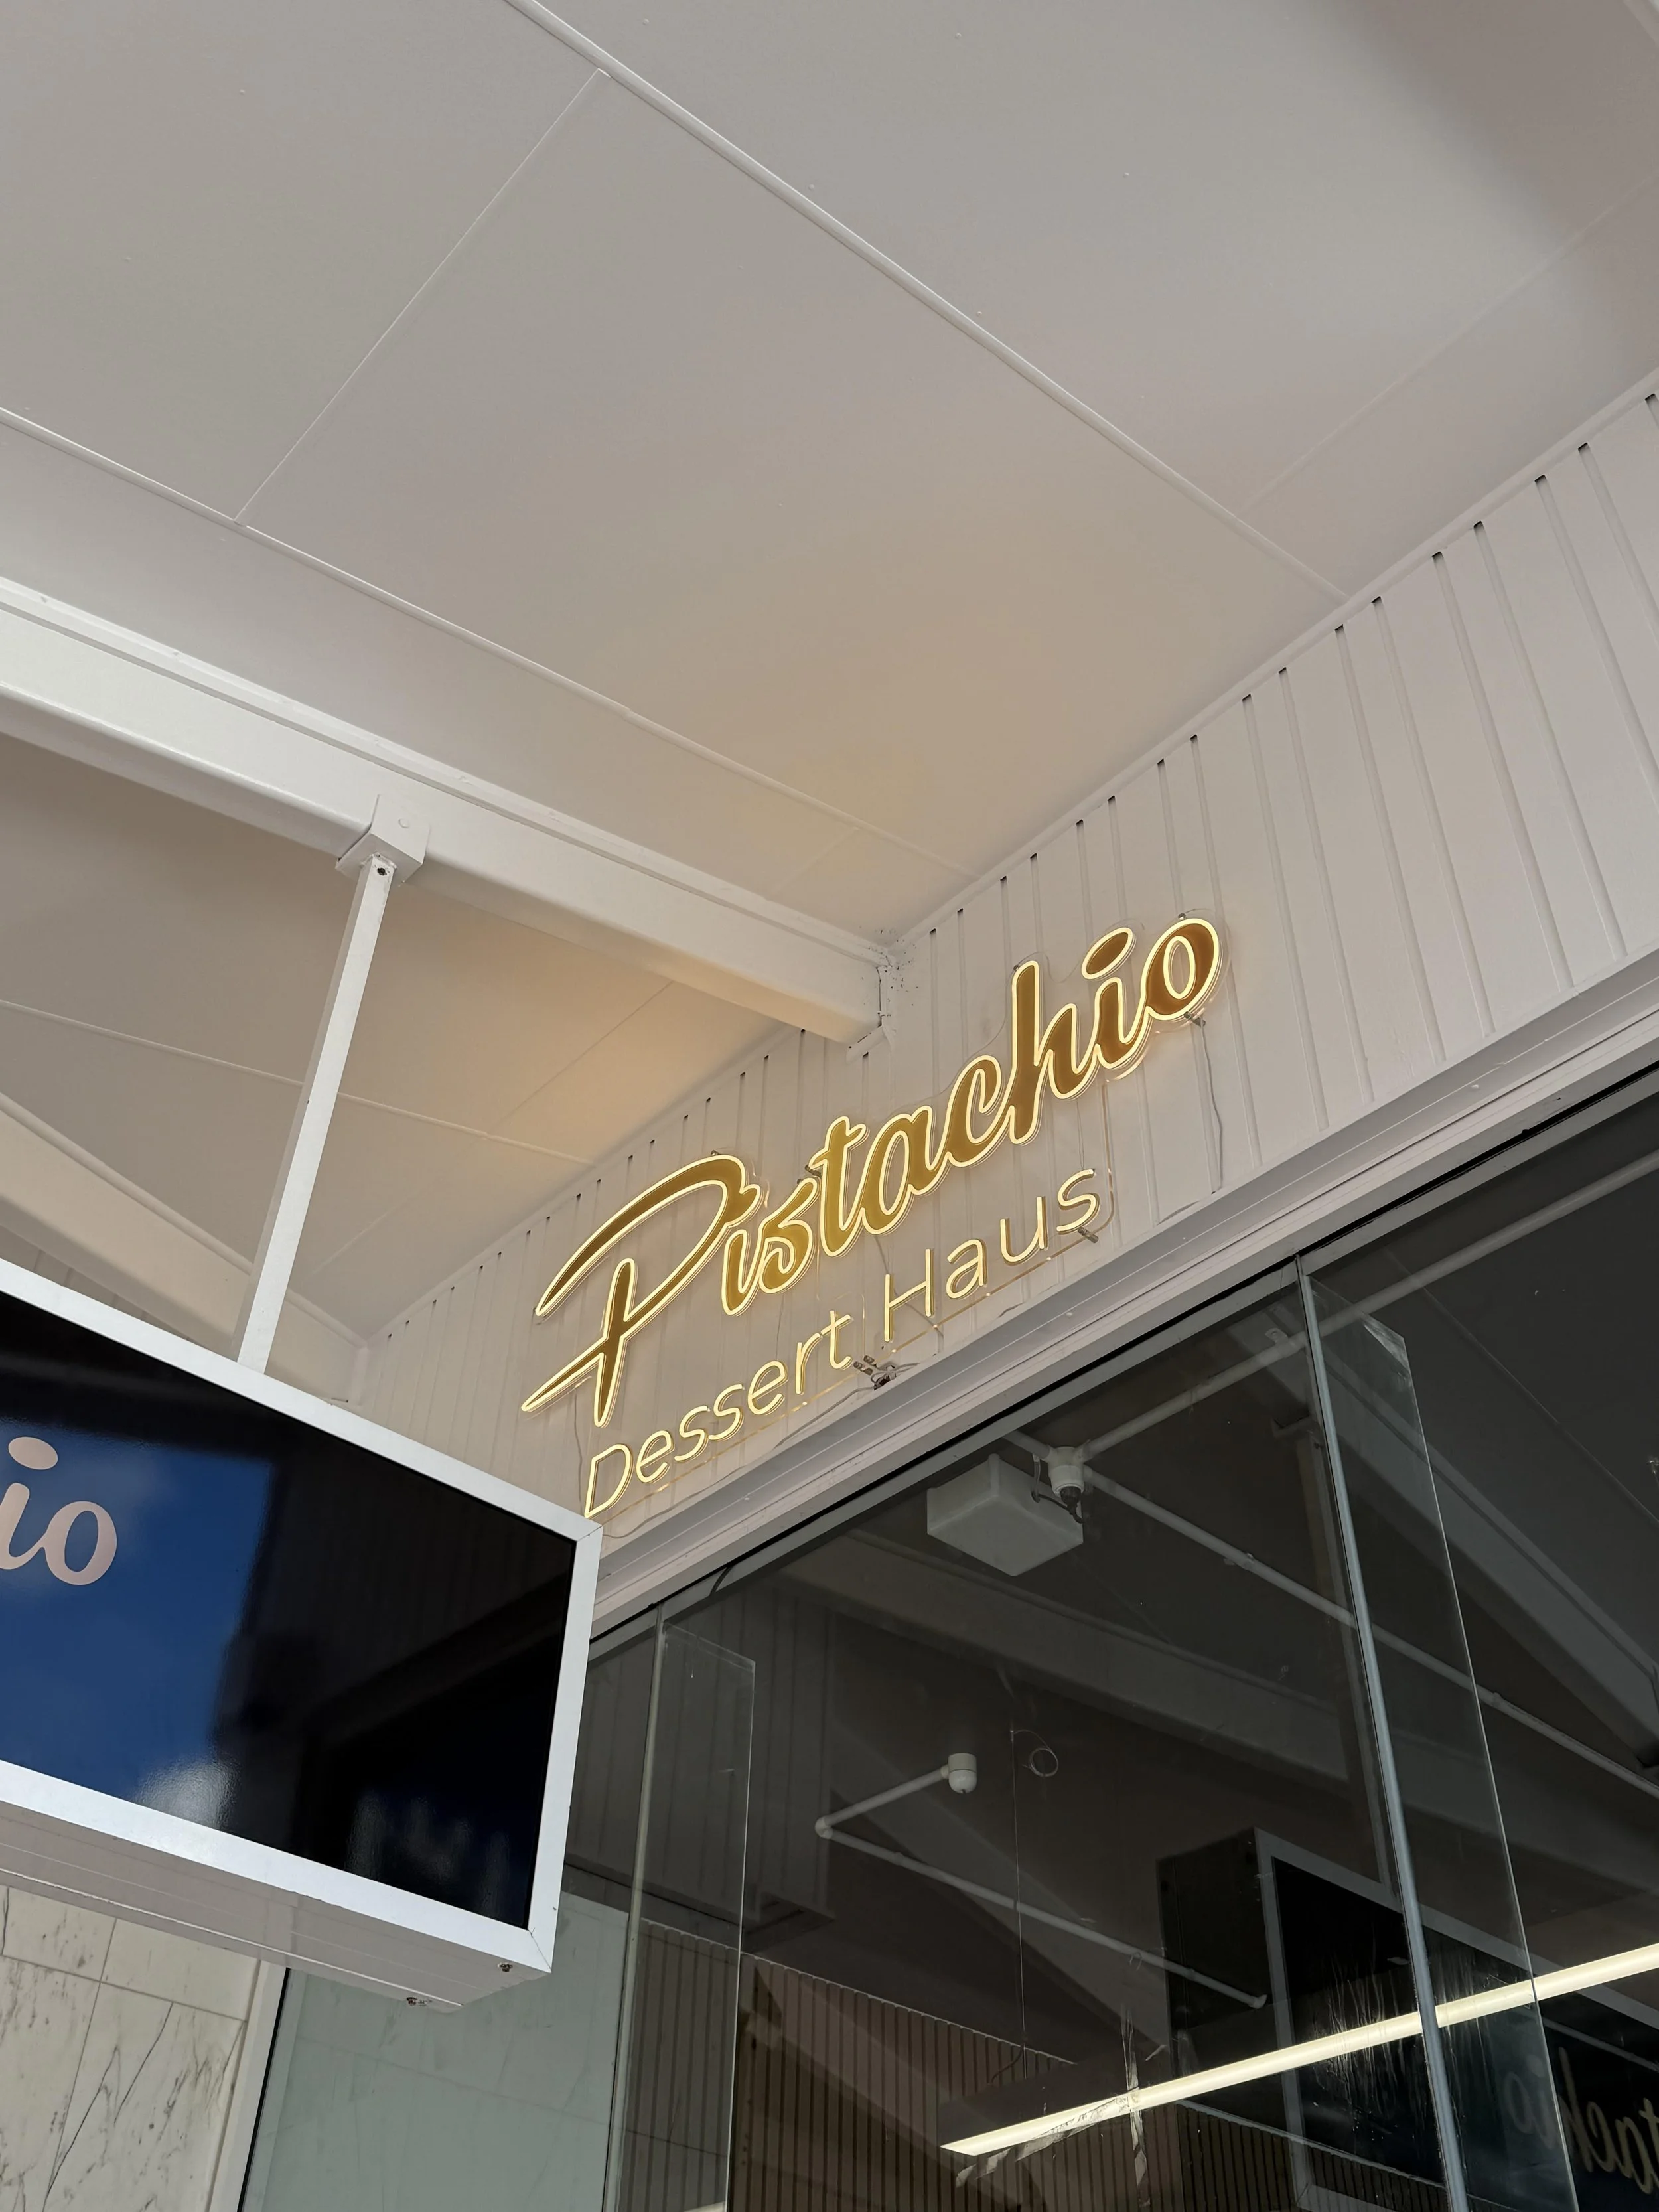 Pistachio
Dessert Haus
io